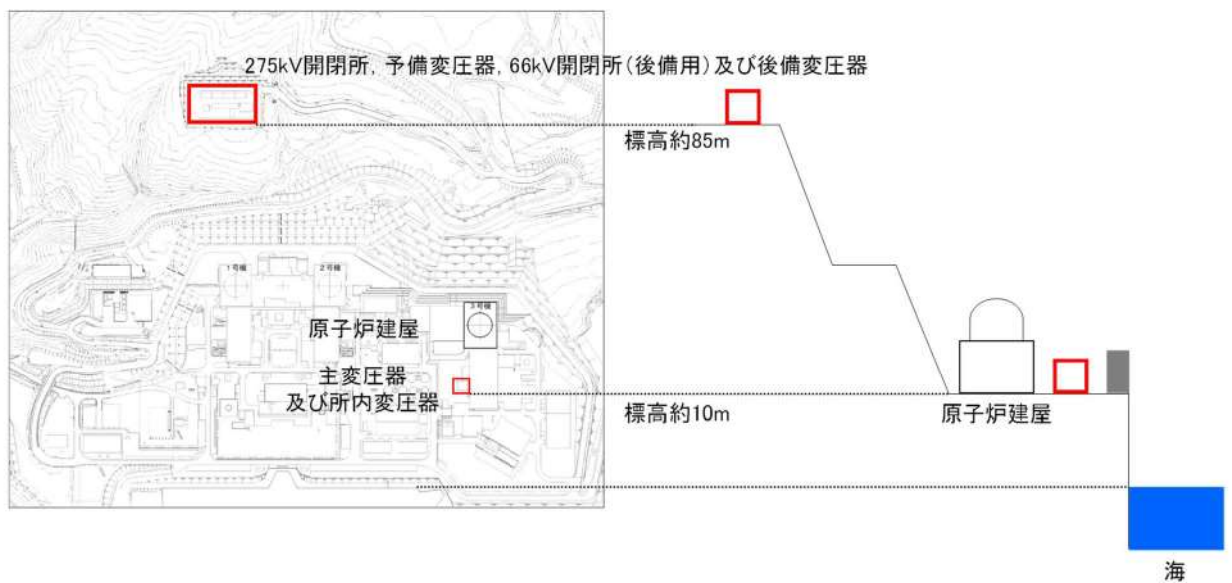 275kV開閉所, 予備変圧器, 66kV開閉所(後備用)及び後備変圧器
標高約85m
1号機
2号機
3号機
原子炉建屋
主変圧器
及び所内変圧器
標高約10m
原子炉建屋
海